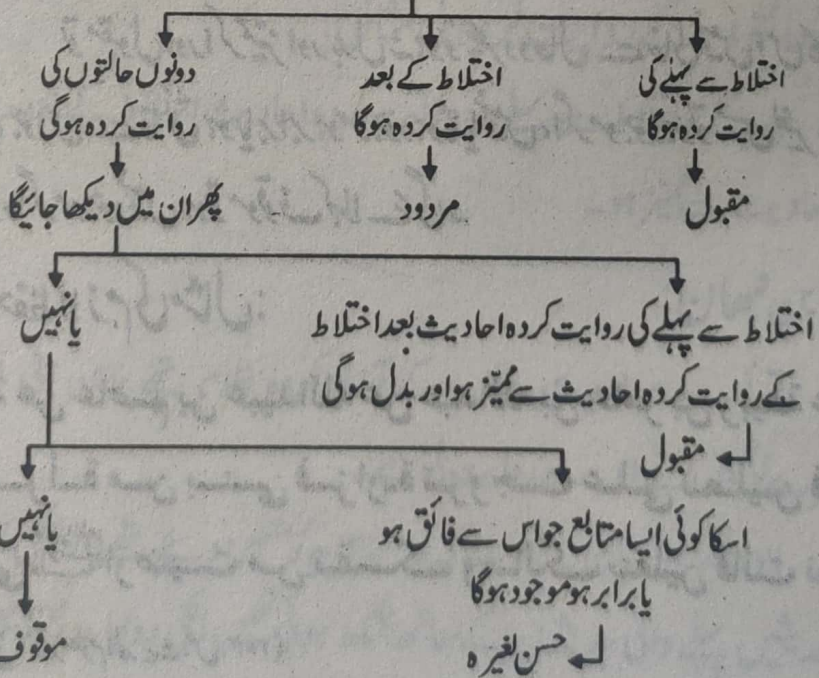 اختلاط سے پہلے کی
روایت کردہ ہوگا
مقبول
اختلاط کے بعد
روایت کردہ ہوگا
مردود
دونوں حالتوں کی
روایت کردہ ہوگی
پھر ان میں دیکھا جائیگا
اختلاط سے پہلے کی روایت کردہ احادیث بعد اختلاط
کے روایت کردہ احادیث سے ممیّز ہو اور بدل ہوگی
مقبول
یا نہیں
اسکا کوئی ایسا متابع جو اس سے فائق ہو
یا برابر ہو موجود ہوگا
حسن لغیرہ
یا نہیں
موقوف